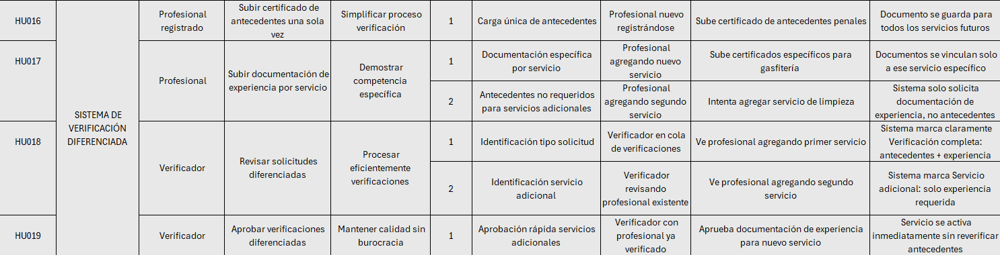 HU016
SISTEMA DE
VERIFICACIÓN
DIFERENCIADA
Profesional
registrado
Subir certificado de
antecedentes una sola
vez
Simplificar proceso
verificación
1
Carga única de antecedentes
Profesional nuevo
registrándose
Sube certificado de antecedentes penales
Documento se guarda para
todos los servicios futuros
HU017
Profesional
Subir documentación de
experiencia por servicio
Demostrar
competencia
específica
1
Documentación específica
por servicio
Profesional
agregando nuevo
servicio
Sube certificados específicos para
gasfitería
Documentos se vinculan solo
a ese servicio específico
2
Antecedentes no requeridos
para servicios adicionales
Profesional
agregando segundo
servicio
Intenta agregar servicio de limpieza
Sistema solo solicita
documentación de
experiencia, no antecedentes
HU018
Verificador
Revisar solicitudes
diferenciadas
Procesar
eficientemente
verificaciones
1
Identificación tipo solicitud
Verificador en cola
de verificaciones
Ve profesional agregando primer servicio
Sistema marca claramente
Verificación completa:
antecedentes + experiencia
2
Identificación servicio
adicional
Verificador
revisando
profesional existente
Ve profesional agregando segundo
servicio
Sistema marca Servicio
adicional: solo experiencia
requerida
HU019
Verificador
Aprobar verificaciones
diferenciadas
Mantener calidad sin
burocracia
1
Aprobación rápida servicios
adicionales
Verificador con
profesional ya
verificado
Aprueba documentación de experiencia
para nuevo servicio
Servicio se activa
inmediatamente sin reverificar
antecedentes